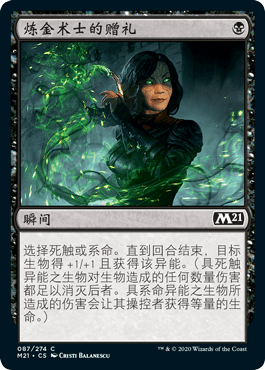 炼金术士的赠礼
瞬间
M21
选择死触或系命。直到回合结束，目标
生物得+1/+1且获得该异能。（具死触
异能之生物对生物造成的任何数量伤害
都足以消灭后者。具系命异能之生物所
造成的伤害会让其操控者获得等量的生
命。）
087/274 C
M21 • CS CRISTI BALANESCU
™ & © 2020 Wizards of the Coast